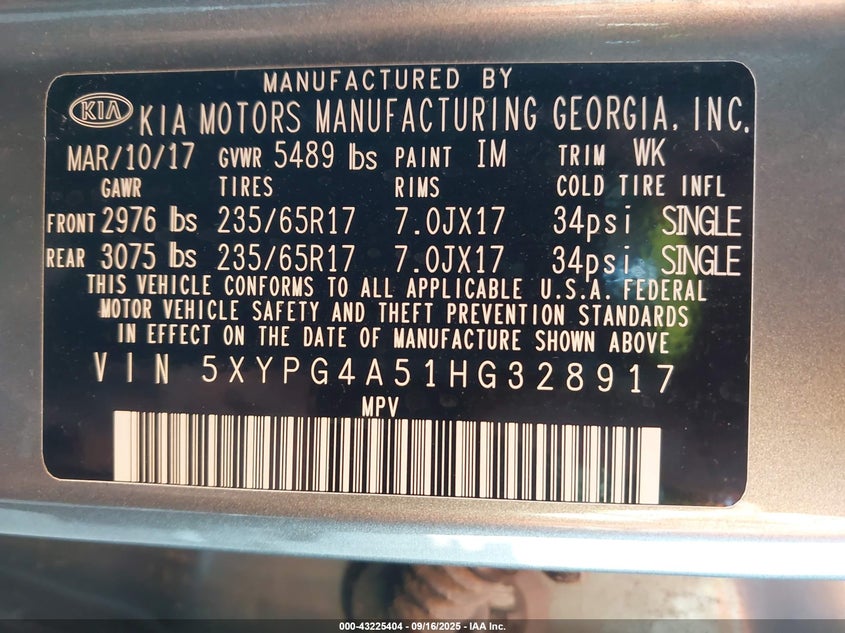 MANUFACTURED BY
KIA KIA MOTORS MANUFACTURING GEORGIA, INC.
MAR/10/17 GVWR 5489 lbs PAINT IM TRIM WK
GAWR TIRES RIMS COLD TIRE INFL
FRONT 2976 lbs 235/65R17 7.0JX17 34psi SINGLE
REAR 3075 lbs 235/65R17 7.0JX17 34psi SINGLE
THIS VEHICLE CONFORMS TO ALL APPLICABLE U.S.A. FEDERAL
MOTOR VEHICLE SAFETY AND THEFT PREVENTION STANDARDS
IN EFFECT ON THE DATE OF MANUFACTURE SHOWN ABOVE
VIN 5XYPG4A51HG328917
MPV
000-43225404 - 09/16/2025 - IAA Inc.